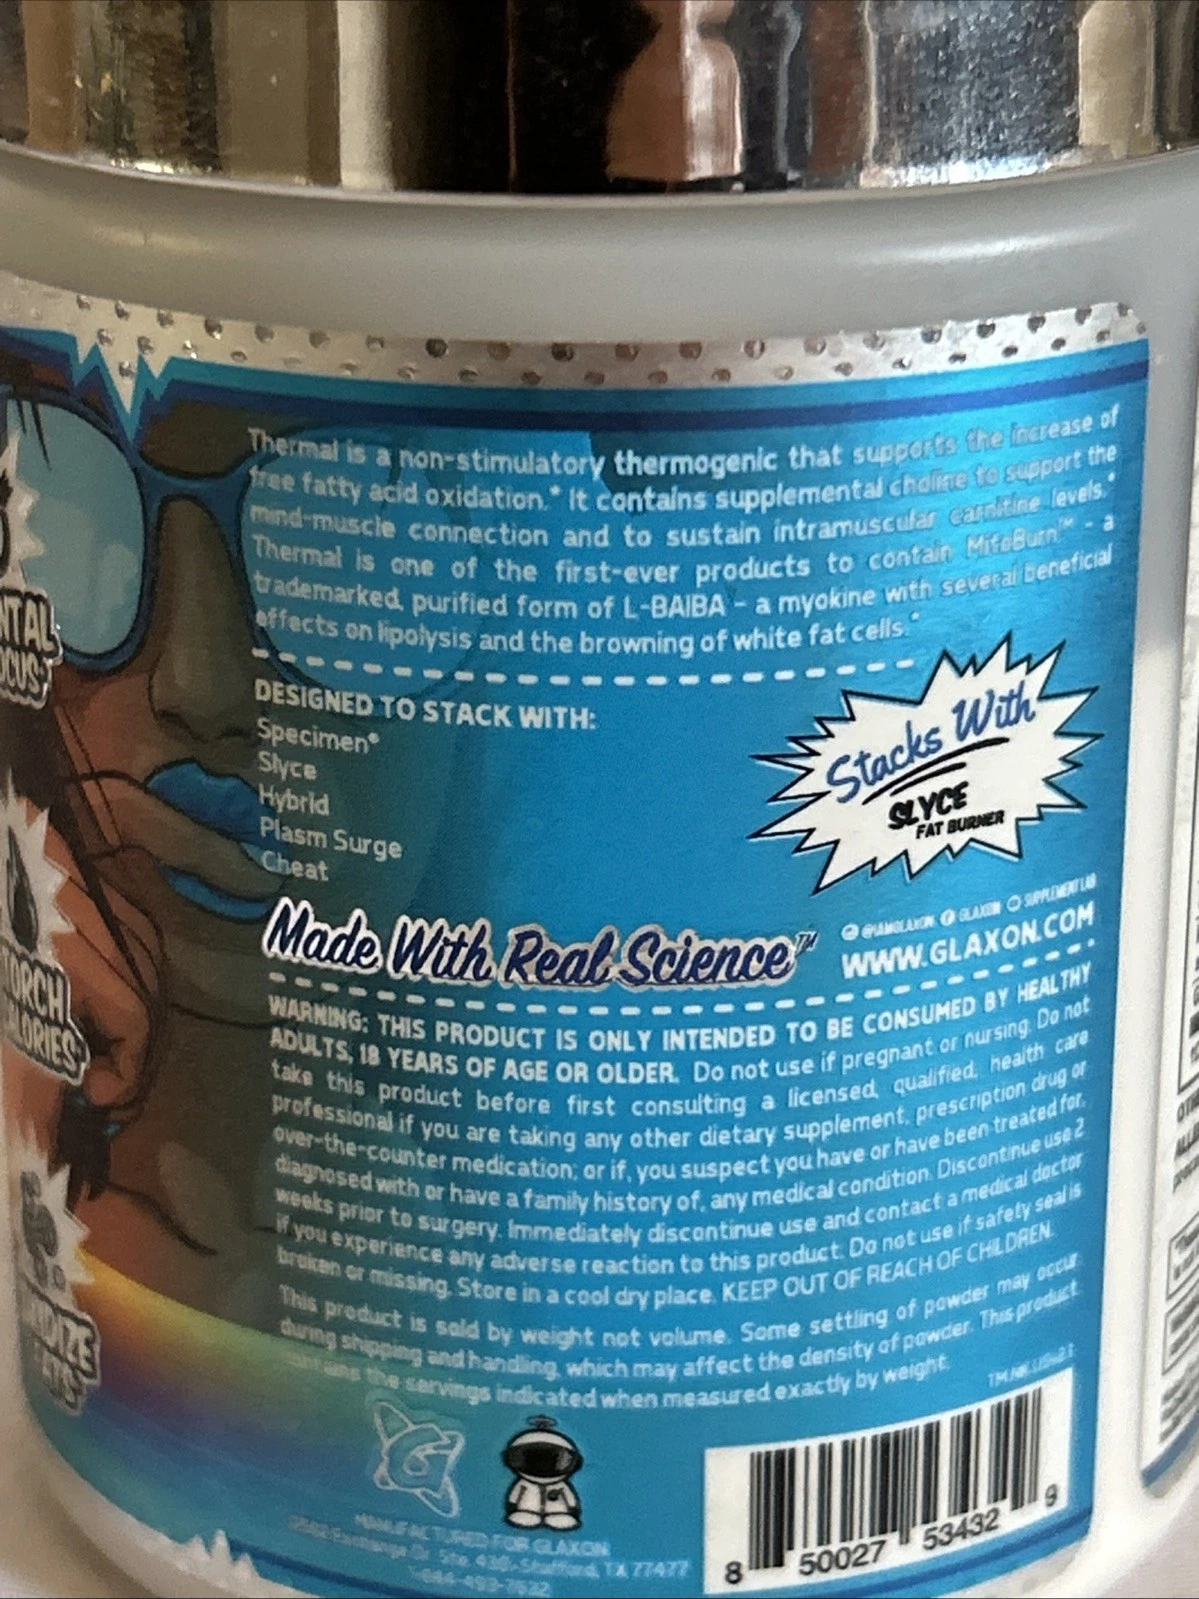 Thermal is a non-stimulatory thermogenic that supports the increase of
free fatty acid oxidation.* It contains supplemental choline to support the
mind-muscle connection and to sustain intramuscular carnitine levels.*
Thermal is one of the first-ever products to contain MitoBurn™ - a
trademarked, purified form of L-BAIBA - a myokine with several beneficial
effects on lipolysis and the browning of white fat cells.*
DESIGNED TO STACK WITH:
Specimen®
Slyce
Hybrid
Plasm Surge
Cheat
Stacks With
SLYCE
FAT BURNER
Made With Real Science™
@IAMGLAXON GLAXON SUPPLEMENT LAB
WWW.GLAXON.COM
WARNING: THIS PRODUCT IS ONLY INTENDED TO BE CONSUMED BY HEALTHY
ADULTS, 18 YEARS OF AGE OR OLDER. Do not use if pregnant or nursing. Do not
take this product before first consulting a licensed, qualified, health care
professional if you are taking any other dietary supplement, prescription drug or
over-the-counter medication; or if, you suspect you have or have been treated for,
diagnosed with or have a family history of, any medical condition. Discontinue use 2
weeks prior to surgery. Immediately discontinue use and contact a medical doctor
if you experience any adverse reaction to this product. Do not use if safety seal is
broken or missing. Store in a cool dry place. KEEP OUT OF REACH OF CHILDREN.
This product is sold by weight not volume. Some settling of powder may occur
during shipping and handling, which may affect the density of powder. This product
contains the servings indicated when measured exactly by weight.
MANUFACTURED FOR GLAXON
Exchange Dr. Ste. 430, Stafford, TX 77477
8 50027 53432 9
TORCH